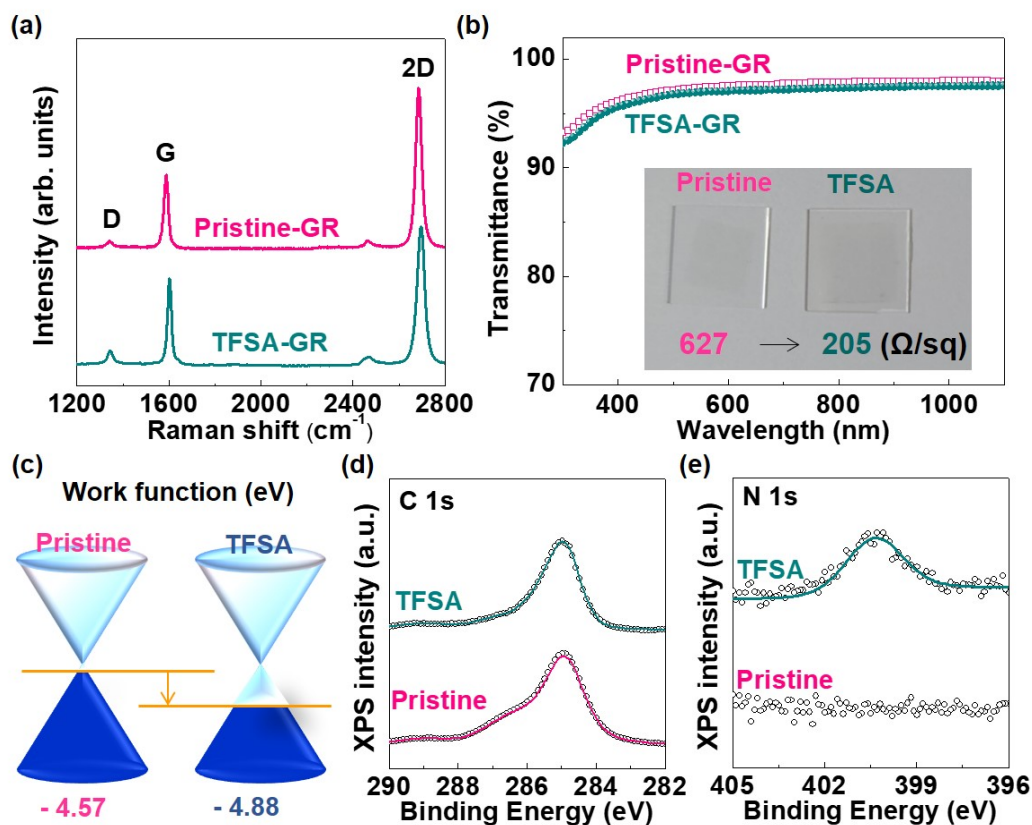 (a)
Intensity (arb. units)
D
G
2D
Pristine-GR
TFSA-GR
1200 1600 2000 2400 2800
Raman shift (cm⁻¹)
(b)
Transmittance (%)
100
90
80
70
Pristine-GR
TFSA-GR
Pristine TFSA
627 → 205 (Ω/sq)
400 600 800 1000
Wavelength (nm)
(c)
Work function (eV)
Pristine TFSA
- 4.57 - 4.88
(d)
XPS intensity (a.u.)
C 1s
TFSA
Pristine
290 288 286 284 282
Binding Energy (eV)
(e)
XPS intensity (a.u.)
N 1s
TFSA
Pristine
405 402 399 396
Binding Energy (eV)